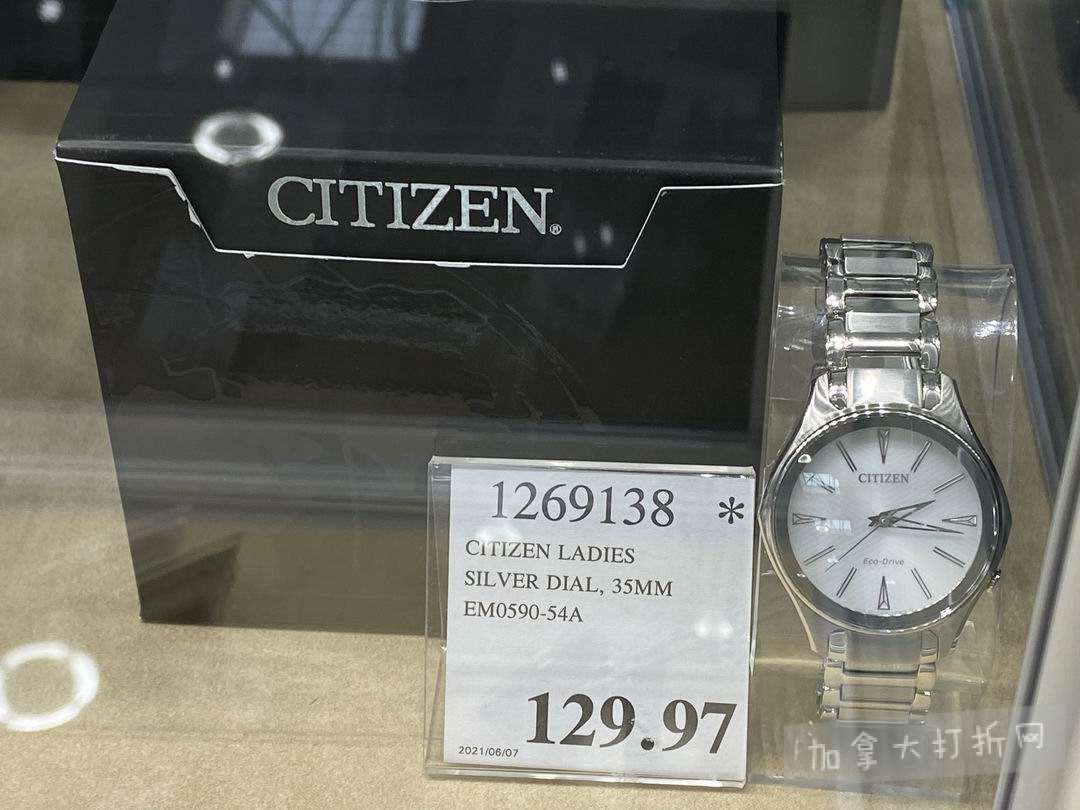 CITIZEN®
1269138 *
CITIZEN LADIES
SILVER DIAL, 35MM
EM0590-54A
129.97
2021/06/07
CITIZEN
Eco-Drive
加拿大打折网